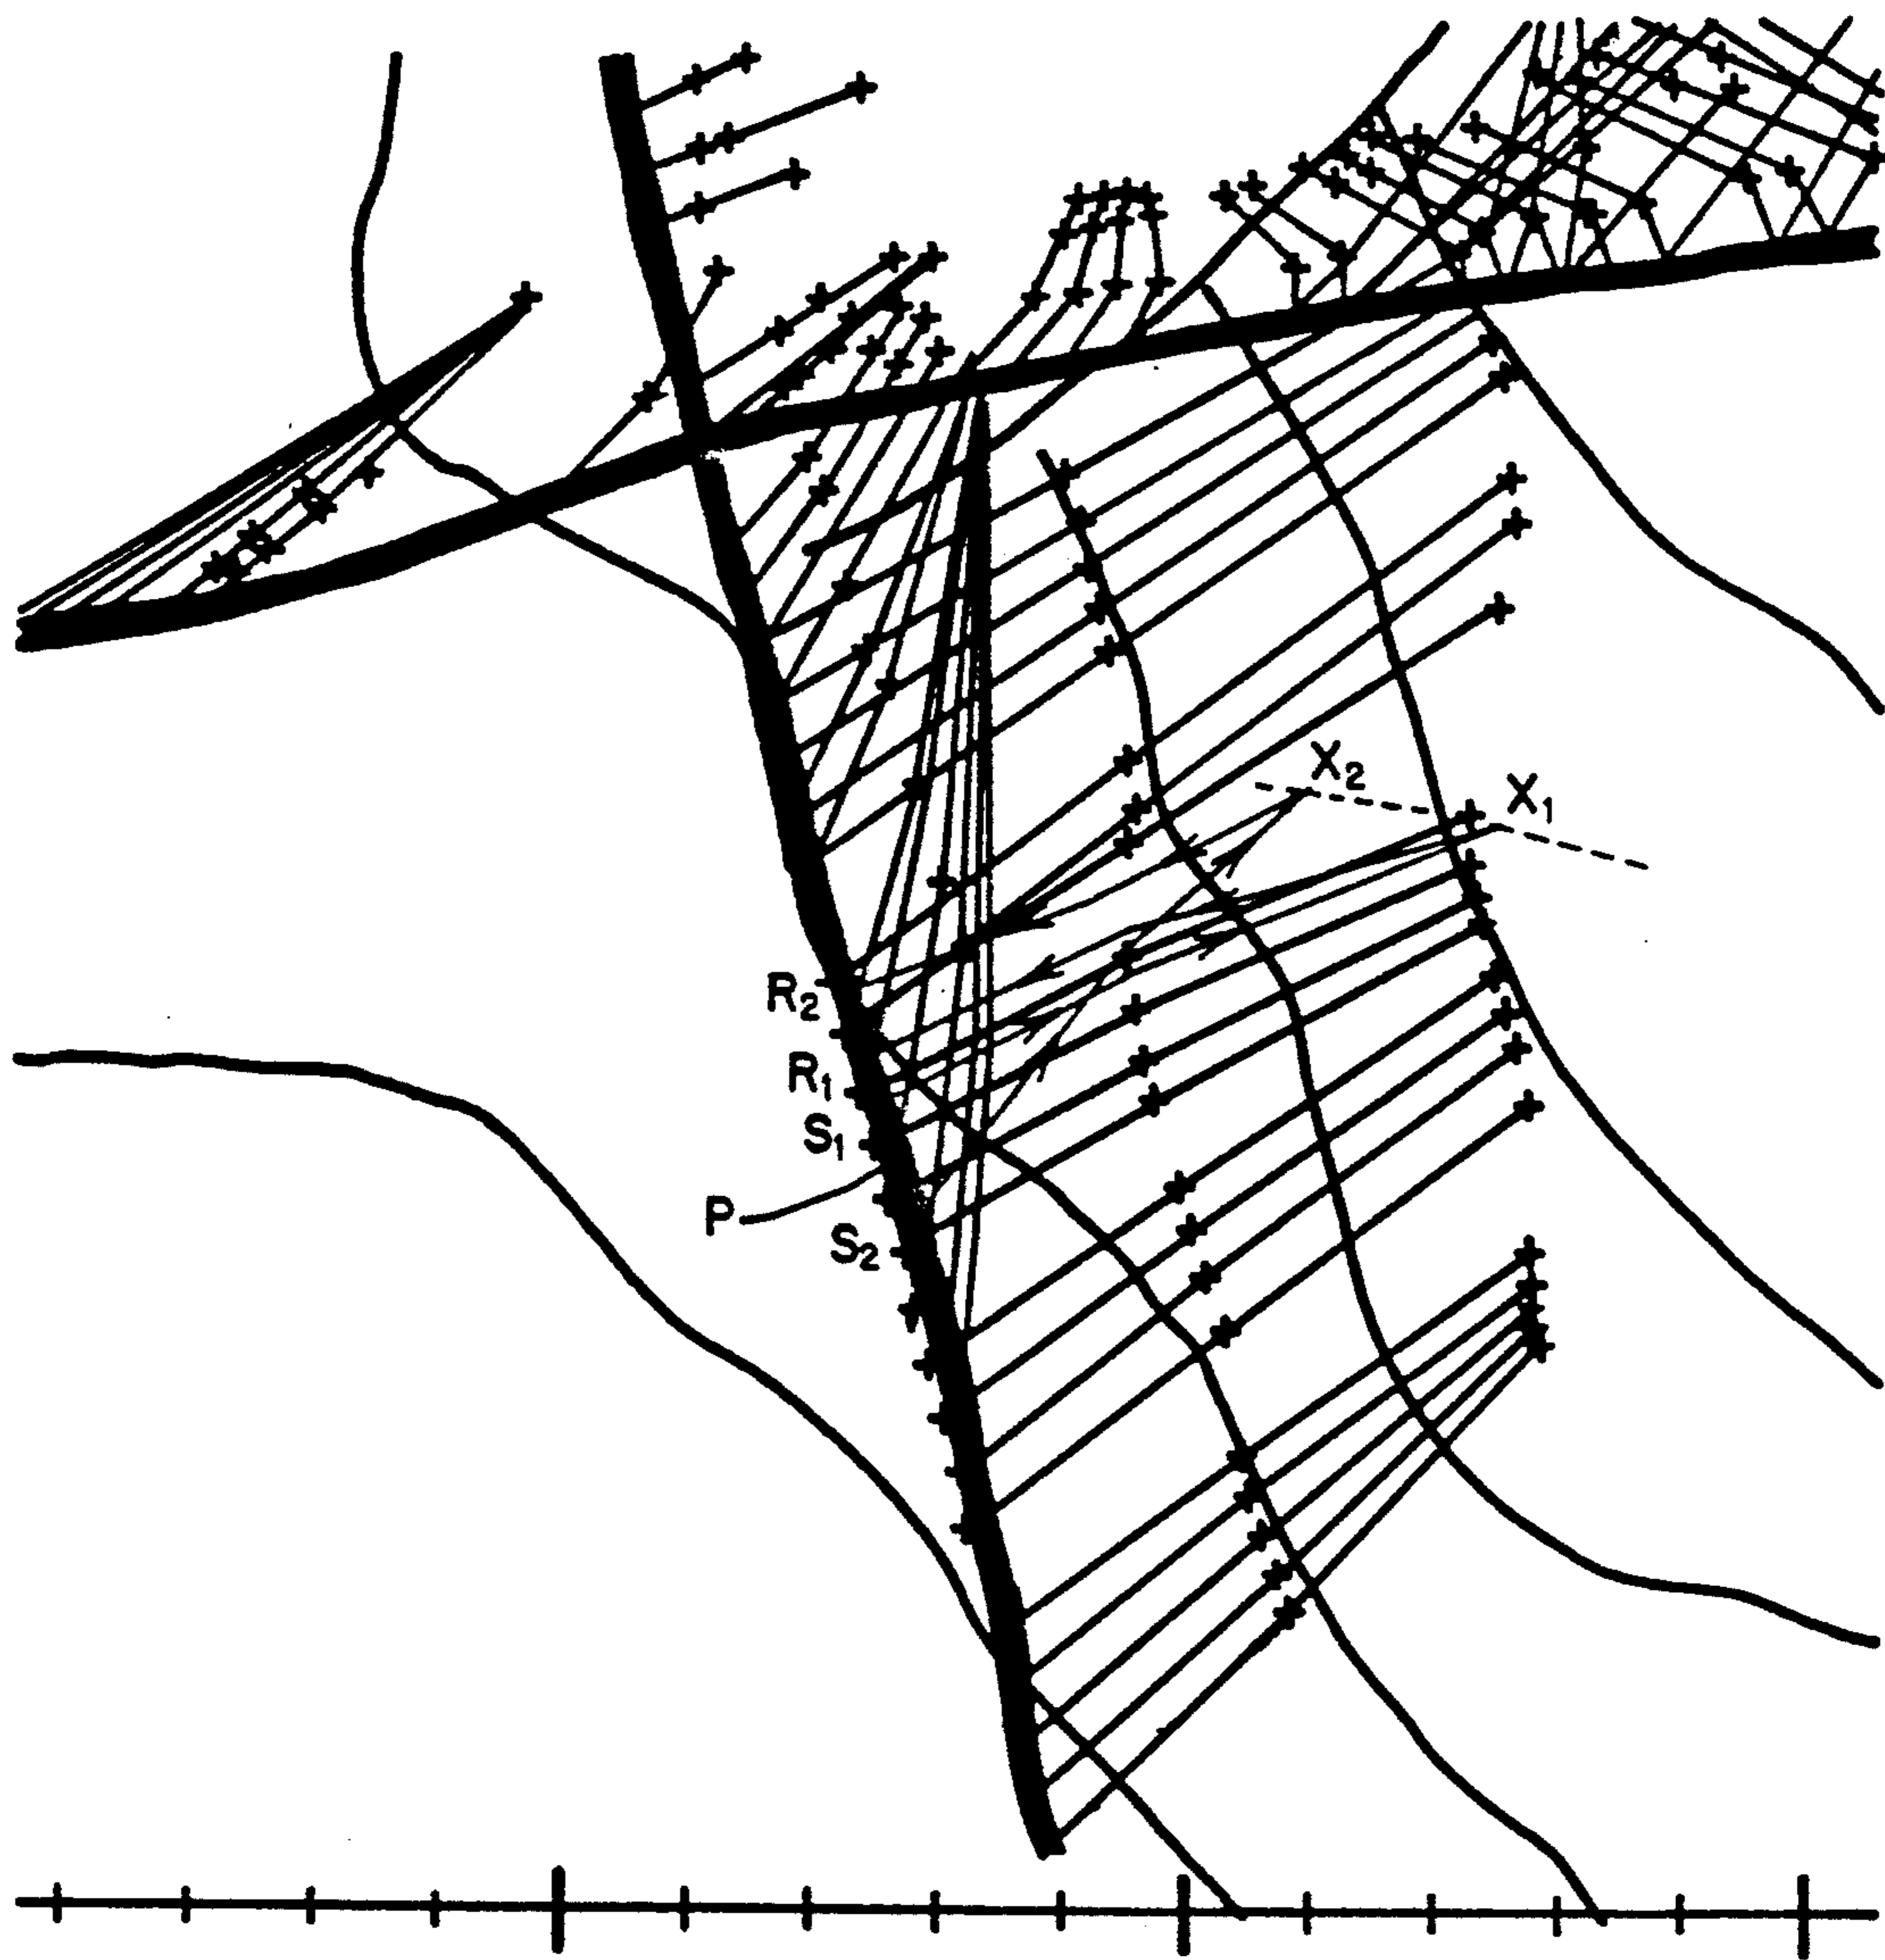 X₂
X₁
R₂
R₁
S₁
P
S₂